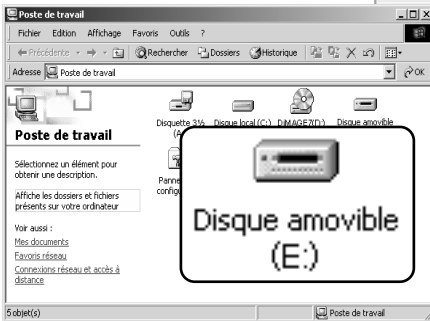 Poste de travail
Fichier Edition Affichage Favoris Outils ?
Précédente Rechercher Dossiers Historique
Adresse Poste de travail OK
Poste de travail
Sélectionnez un élément pour
obtenir une description.
Affiche les dossiers et fichiers
présents sur votre ordinateur
Voir aussi :
Mes documents
Favoris réseau
Connexions réseau et accès à
distance
Disquette 3½ Disque local (C:) DiMAGE7(D:) Disque amovible
(A
Panne
configu
Disque amovible
(E:)
5 objet(s) Poste de travail